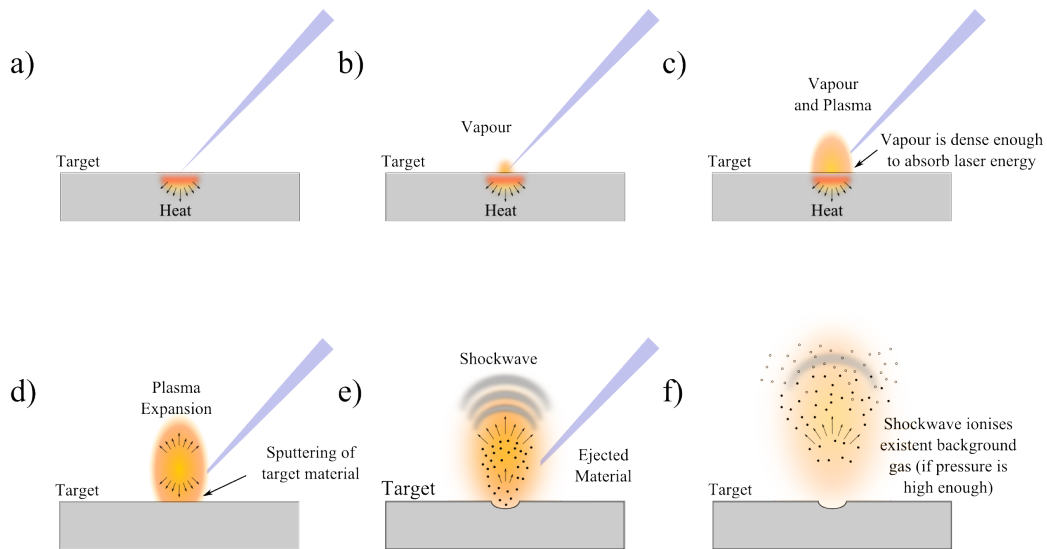 a)
Target
Heat
b)
Vapour
Target
Heat
c)
Vapour
and Plasma
Vapour is dense enough
to absorb laser energy
Target
Heat
d)
Plasma
Expansion
Sputtering of
target material
Target
e)
Shockwave
Ejected
Material
Target
f)
Shockwave ionises
existent background
gas (if pressure is
high enough)
Target